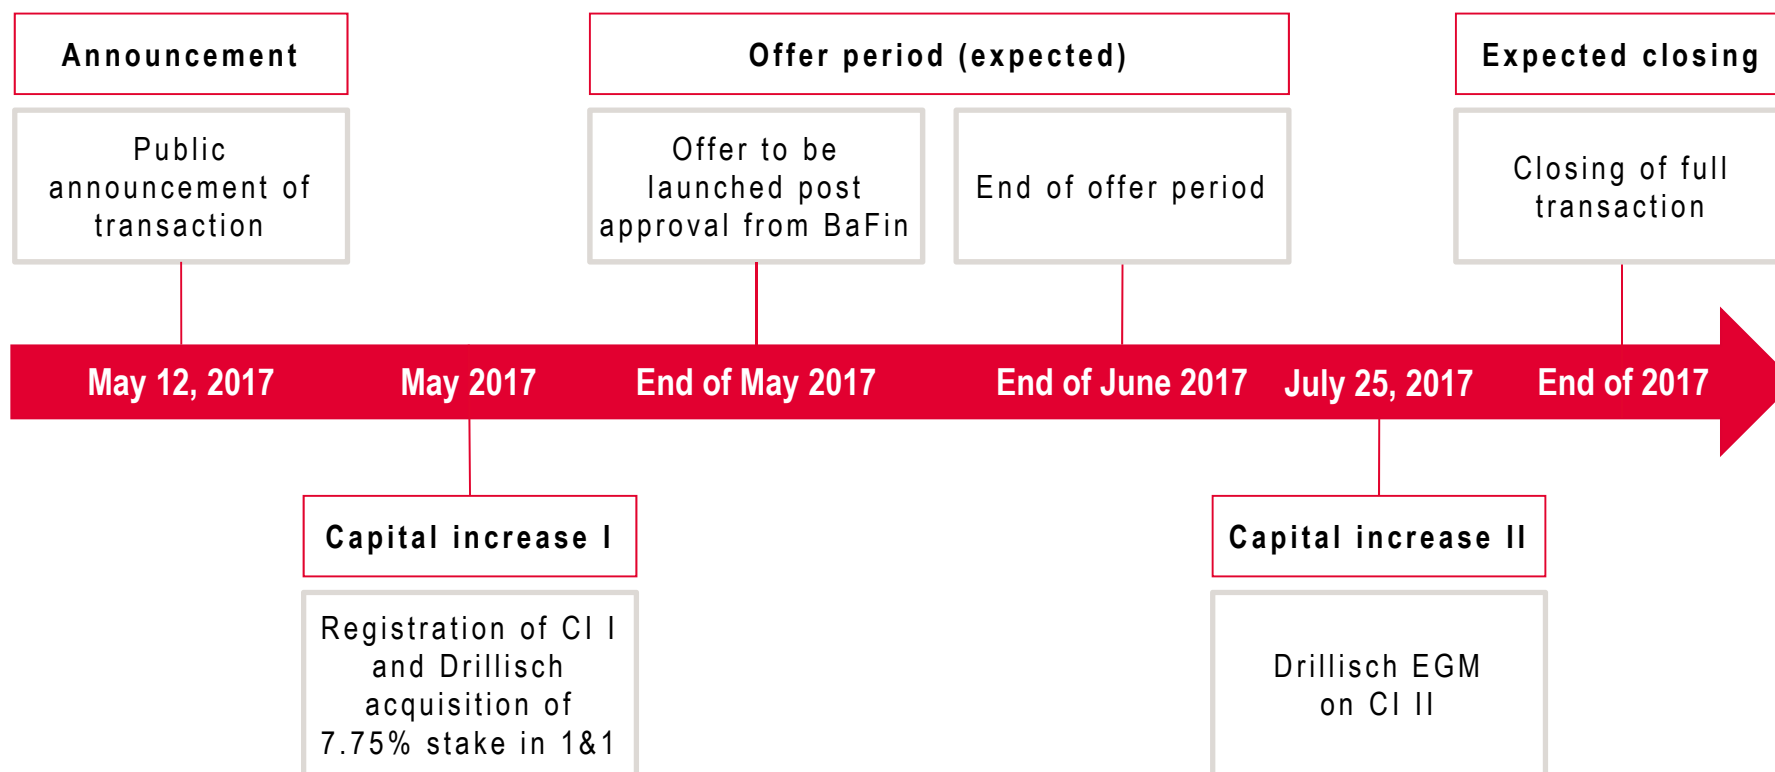 Announcement
Offer period (expected)
Expected closing
Public
announcement of
transaction
Offer to be
launched post
approval from BaFin
End of offer period
Closing of full
transaction
May 12, 2017
May 2017
End of May 2017
End of June 2017
July 25, 2017
End of 2017
Capital increase I
Capital increase II
Registration of CI I
and Drillisch
acquisition of
7.75% stake in 1&1
Drillisch EGM
on CI II